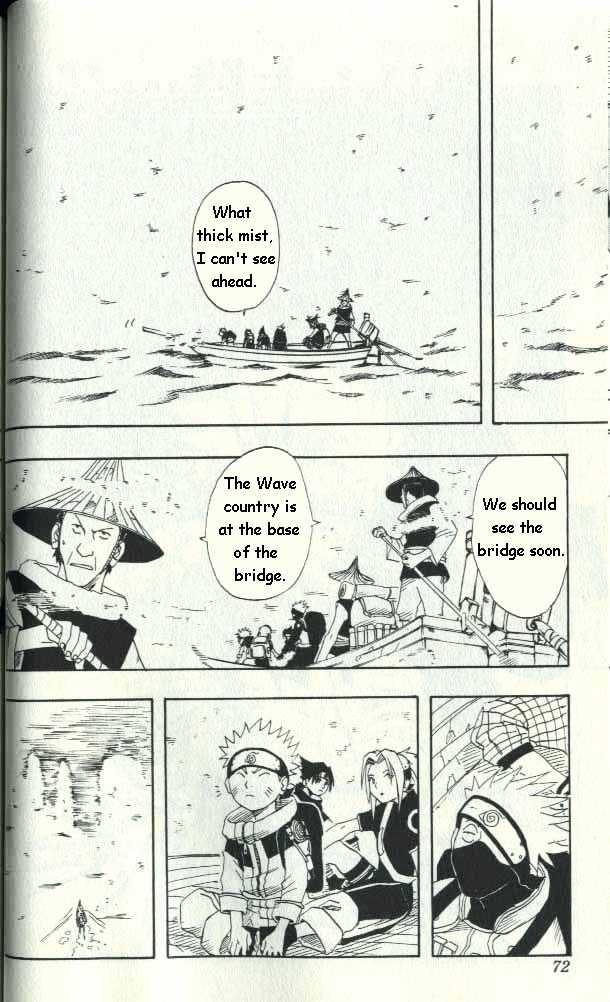 What
thick mist,
I can't see
ahead.
We should
see the
bridge soon.
The Wave
country is
at the base
of the
bridge.
72